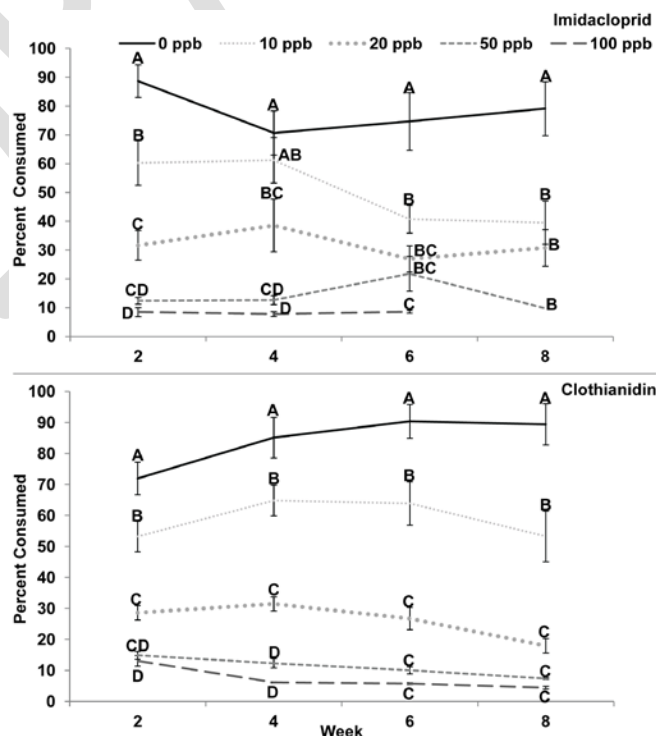 Imidacloprid
0 ppb 10 ppb 20 ppb 50 ppb 100 ppb
Percent Consumed
100
90
80
70
60
50
40
30
20
10
0
A
A
A
A
B
AB
B
B
C
BC
BC
B
CD
CD
BC
B
D
D
C
2 4 6 8
Clothianidin
Percent Consumed
100
90
80
70
60
50
40
30
20
10
0
A
A
A
A
B
B
B
B
C
C
C
C
CD
D
C
C
D
D
C
C
2 4 6 8
Week